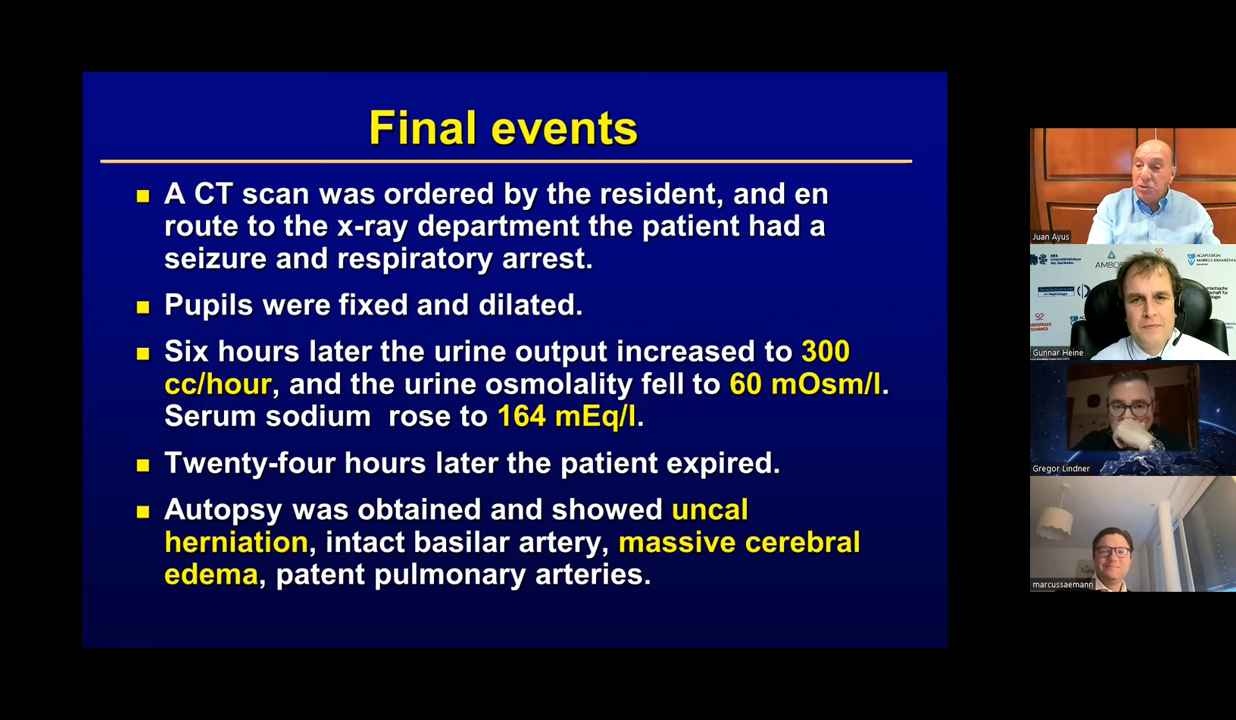 Final events
A CT scan was ordered by the resident, and en
route to the x-ray department the patient had a
seizure and respiratory arrest.
Pupils were fixed and dilated.
Six hours later the urine output increased to 300
cc/hour, and the urine osmolality fell to 60 mOsm/l.
Serum sodium rose to 164 mEq/l.
Twenty-four hours later the patient expired.
Autopsy was obtained and showed uncal
herniation, intact basilar artery, massive cerebral
edema, patent pulmonary arteries.
Juan Ayus
AMBO
AGAPLESION
MARKUS KRANKENHA
Gunnar Heine
Gregor Lindner
marcussaemann